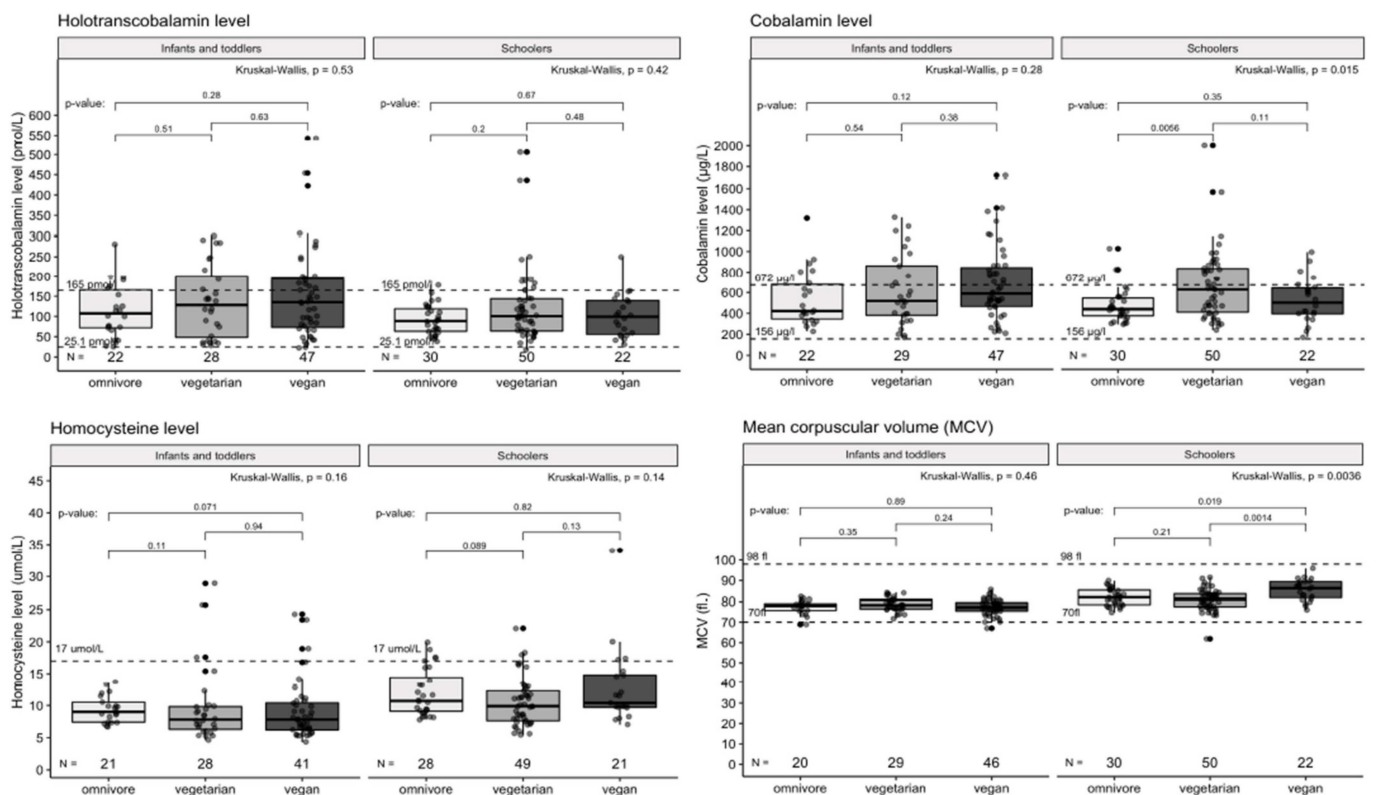 Holotranscobalamin level
Infants and toddlers
Schoolers
Kruskal-Wallis, p = 0.53
Kruskal-Wallis, p = 0.42
p-value:
0.28
0.51
0.63
p-value:
0.67
0.2
0.48
Holotranscobalamin level (pmol/L)
600
550
500
450
400
350
300
250
200
150
100
50
0
165 pmol/l
25.1 pmol/l
165 pmol/l
25.1 pmol/l
N =
22
28
47
30
50
22
omnivore
vegetarian
vegan
omnivore
vegetarian
vegan
Cobalamin level
Infants and toddlers
Schoolers
Kruskal-Wallis, p = 0.28
Kruskal-Wallis, p = 0.015
p-value:
0.12
0.54
0.38
p-value:
0.35
0.0056
0.11
Cobalamin level (µg/L)
2000
1800
1600
1400
1200
1000
800
600
400
200
0
672 µg/l
156 µg/l
672 µg/l
156 µg/l
N =
22
29
47
N =
30
50
22
omnivore
vegetarian
vegan
omnivore
vegetarian
vegan
Homocysteine level
Infants and toddlers
Schoolers
Kruskal-Wallis, p = 0.16
Kruskal-Wallis, p = 0.14
p-value:
0.071
0.11
0.94
p-value:
0.82
0.089
0.13
Homocysteine level (umol/L)
45
40
35
30
25
20
15
10
5
0
17 umol/L
17 umol/L
N =
21
28
41
N =
28
49
21
omnivore
vegetarian
vegan
omnivore
vegetarian
vegan
Mean corpuscular volume (MCV)
Infants and toddlers
Schoolers
Kruskal-Wallis, p = 0.46
Kruskal-Wallis, p = 0.0036
p-value:
0.89
0.35
0.24
p-value:
0.019
0.21
0.0014
MCV (fl.)
100
90
80
70
60
50
40
30
20
10
0
98 fl
70fl
98 fl
70fl
N =
20
29
46
N =
30
50
22
omnivore
vegetarian
vegan
omnivore
vegetarian
vegan